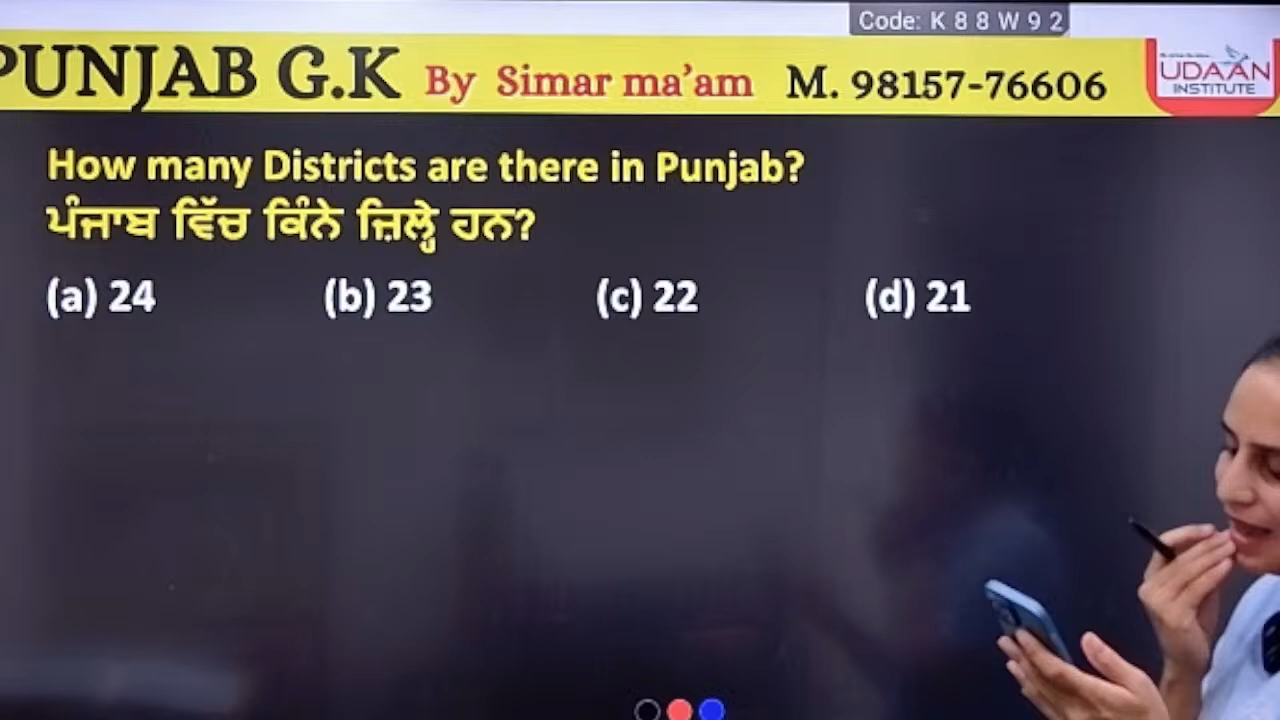 Code: K 8 8 W 9 2
PUNJAB G.K By Simar ma'am M. 98157-76606
UDAAN
INSTITUTE
How many Districts are there in Punjab?
ਪੰਜਾਬ ਵਿੱਚ ਕਿੰਨੇ ਜ਼ਿਲ੍ਹੇ ਹਨ?
(a) 24 (b) 23 (c) 22 (d) 21